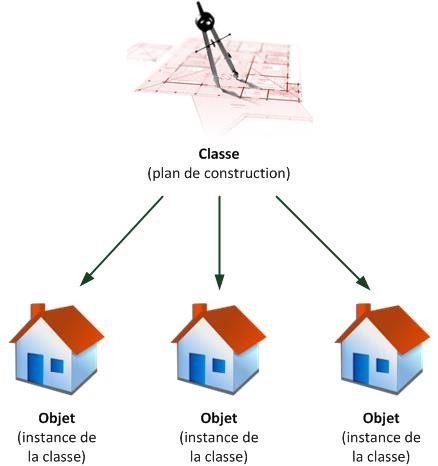 Classe
(plan de construction)
Objet
(instance de
la classe)
Objet
(instance de
la classe)
Objet
(instance de
la classe)